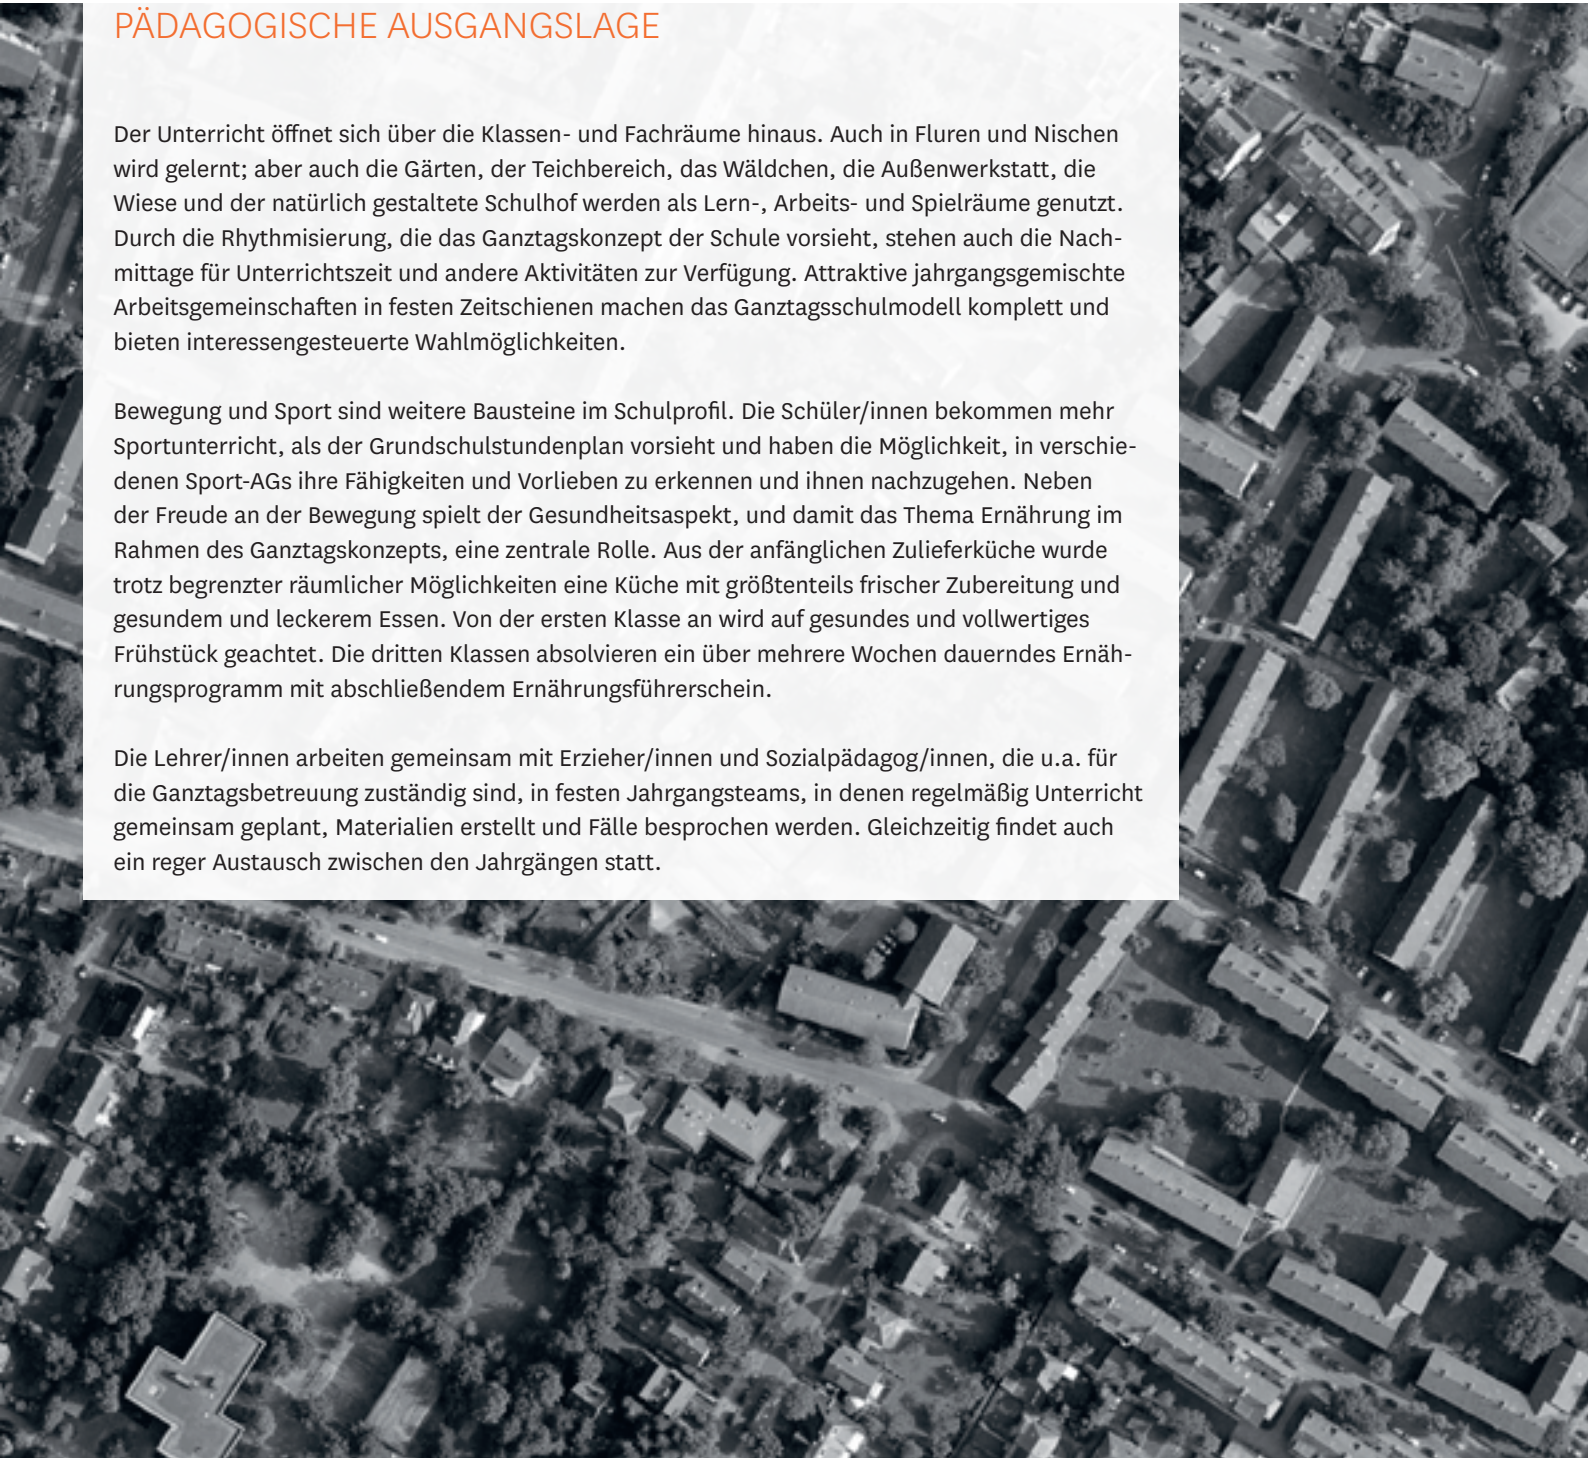 PÄDAGOGISCHE AUSGANGSLAGE
Der Unterricht öffnet sich über die Klassen- und Fachräume hinaus. Auch in Fluren und Nischen
wird gelernt; aber auch die Gärten, der Teichbereich, das Wäldchen, die Außenwerkstatt, die
Wiese und der natürlich gestaltete Schulhof werden als Lern-, Arbeits- und Spielräume genutzt.
Durch die Rhythmisierung, die das Ganztagskonzept der Schule vorsieht, stehen auch die Nach-
mittage für Unterrichtszeit und andere Aktivitäten zur Verfügung. Attraktive jahrgangsgemischte
Arbeitsgemeinschaften in festen Zeitschienen machen das Ganztagsschulmodell komplett und
bieten interessengesteuerte Wahlmöglichkeiten.
Bewegung und Sport sind weitere Bausteine im Schulprofil. Die Schüler/innen bekommen mehr
Sportunterricht, als der Grundschulstundenplan vorsieht und haben die Möglichkeit, in verschie-
denen Sport-AGs ihre Fähigkeiten und Vorlieben zu erkennen und ihnen nachzugehen. Neben
der Freude an der Bewegung spielt der Gesundheitsaspekt, und damit das Thema Ernährung im
Rahmen des Ganztagskonzepts, eine zentrale Rolle. Aus der anfänglichen Zulieferküche wurde
trotz begrenzter räumlicher Möglichkeiten eine Küche mit größtenteils frischer Zubereitung und
gesundem und leckerem Essen. Von der ersten Klasse an wird auf gesundes und vollwertiges
Frühstück geachtet. Die dritten Klassen absolvieren ein über mehrere Wochen dauerndes Ernäh-
rungsprogramm mit abschließendem Ernährungsführerschein.
Die Lehrer/innen arbeiten gemeinsam mit Erzieher/innen und Sozialpädagog/innen, die u.a. für
die Ganztagsbetreuung zuständig sind, in festen Jahrgangsteams, in denen regelmäßig Unterricht
gemeinsam geplant, Materialien erstellt und Fälle besprochen werden. Gleichzeitig findet auch
ein reger Austausch zwischen den Jahrgängen statt.